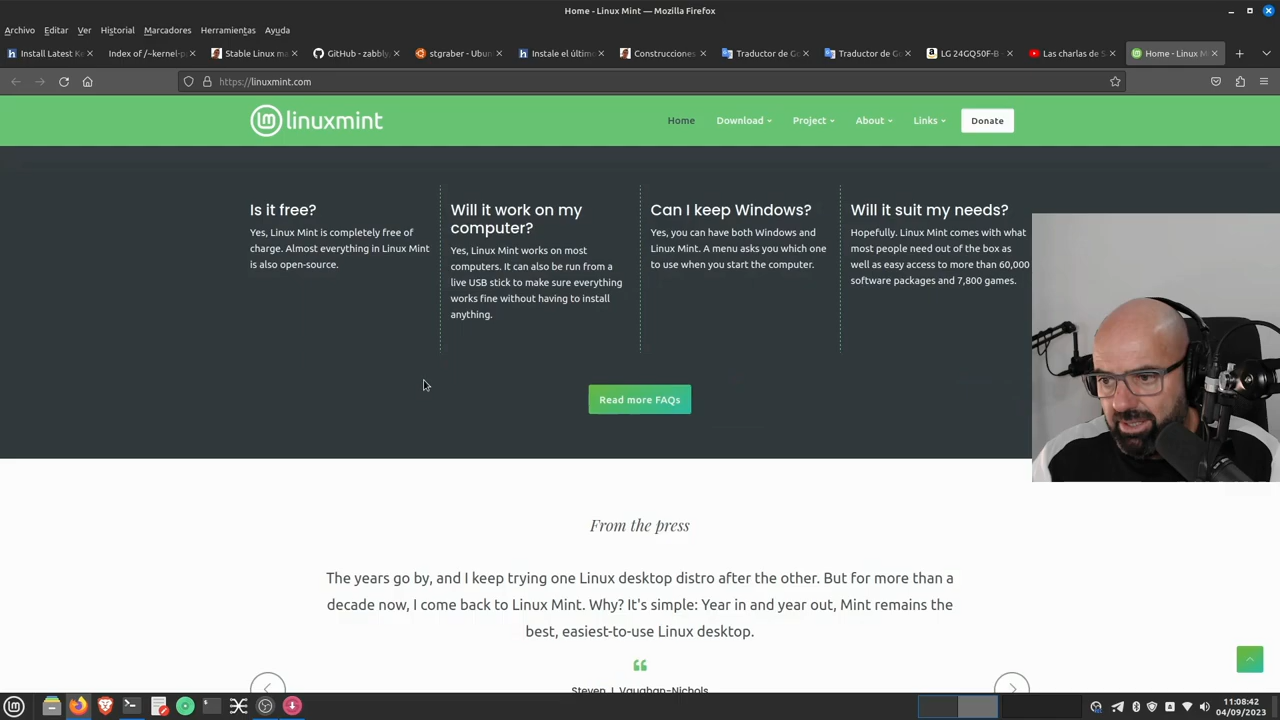 Home - Linux Mint — Mozilla Firefox
Archivo Editar Ver Historial Marcadores Herramientas Ayuda
Install Latest Ke Index of /~kernel-p Stable Linux ma GitHub - zabbly, stgraber - Ubun Instale el últim Construcciones Traductor de Go Traductor de Go LG 24GQ50F-B - Las charlas de S Home - Linux M
https://linuxmint.com
linuxmint
Home Download Project About Links Donate
Is it free?
Yes, Linux Mint is completely free of
charge. Almost everything in Linux Mint
is also open-source.
Will it work on my
computer?
Yes, Linux Mint works on most
computers. It can also be run from a
live USB stick to make sure everything
works fine without having to install
anything.
Can I keep Windows?
Yes, you can have both Windows and
Linux Mint. A menu asks you which one
to use when you start the computer.
Will it suit my needs?
Hopefully. Linux Mint comes with what
most people need out of the box as
well as easy access to more than 60,000
software packages and 7,800 games.
Read more FAQs
From the press
The years go by, and I keep trying one Linux desktop distro after the other. But for more than a
decade now, I come back to Linux Mint. Why? It's simple: Year in and year out, Mint remains the
best, easiest-to-use Linux desktop.
Steven J. Vaughan-Nichols
11:08:42
04/09/2023